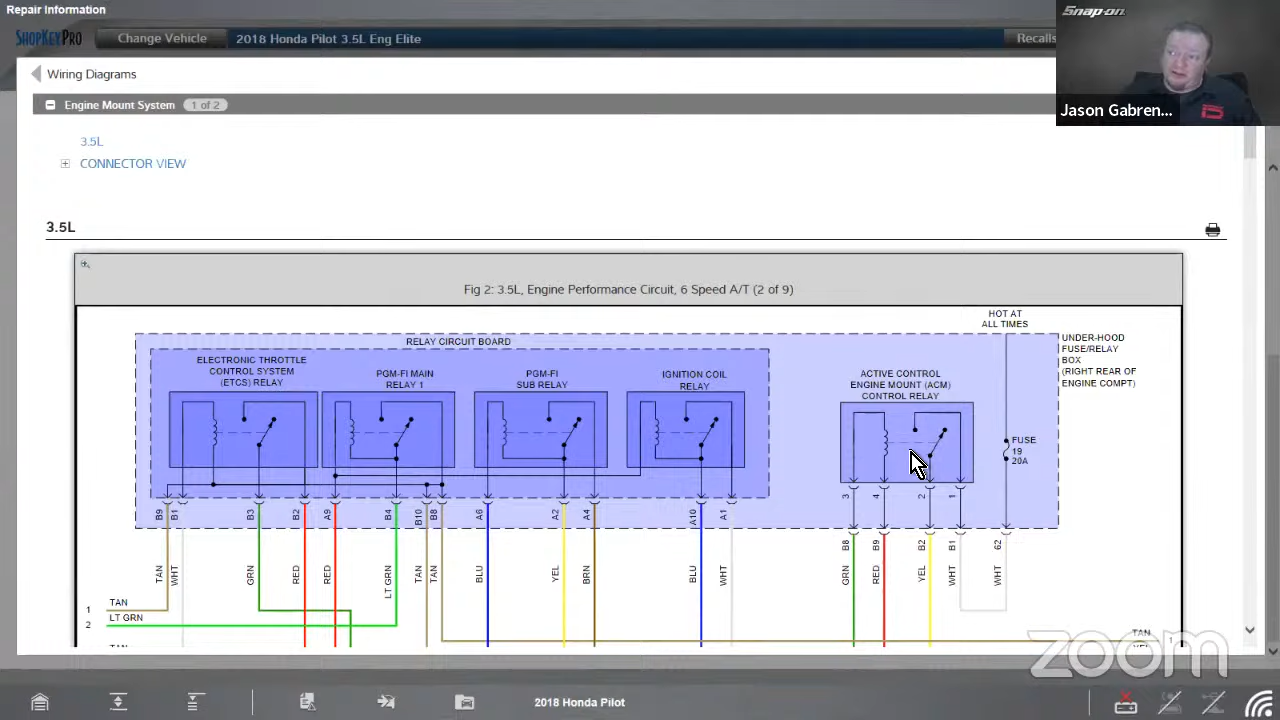 Repair Information
Snap-on
SHOPKEYPRO
Change Vehicle
2018 Honda Pilot 3.5L Eng Elite
Recalls
Jason Gabren...
Wiring Diagrams
Engine Mount System
1 of 2
3.5L
CONNECTOR VIEW
3.5L
Fig 2: 3.5L, Engine Performance Circuit, 6 Speed A/T (2 of 9)
HOT AT
ALL TIMES
RELAY CIRCUIT BOARD
UNDER-HOOD
FUSE/RELAY
BOX
(RIGHT REAR OF
ENGINE COMPT)
ELECTRONIC THROTTLE
CONTROL SYSTEM
(ETCS) RELAY
PGM-FI MAIN
RELAY 1
PGM-FI
SUB RELAY
IGNITION COIL
RELAY
ACTIVE CONTROL
ENGINE MOUNT (ACM)
CONTROL RELAY
FUSE
19
20A
3 4 2 1
B9 B1 B3 B2 A9 B4 B10 B8 A6 A2 A4 A10 A1
B8 B9 B2 B1 62
TAN WHT GRN RED RED LT GRN TAN TAN BLU YEL BRN BLU WHT GRN RED YEL WHT WHT
1 TAN
2 LT GRN
TAN 1
zoom
2018 Honda Pilot